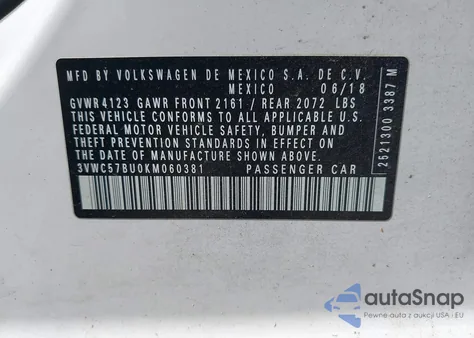 MFD BY VOLKSWAGEN DE MEXICO S.A. DE C.V.
MEXICO 06/18
GVWR 4123 GAWR FRONT 2161 / REAR 2072 LBS
THIS VEHICLE CONFORMS TO ALL APPLICABLE U.S.
FEDERAL MOTOR VEHICLE SAFETY, BUMPER AND
THEFT PREVENTION STANDARDS IN EFFECT ON
THE DATE OF MANUFACTURE SHOWN ABOVE.
3VWC57BU0KM060381 PASSENGER CAR
2521300 3387 M
autoSnap
Pewne auto z aukcji USA i EU